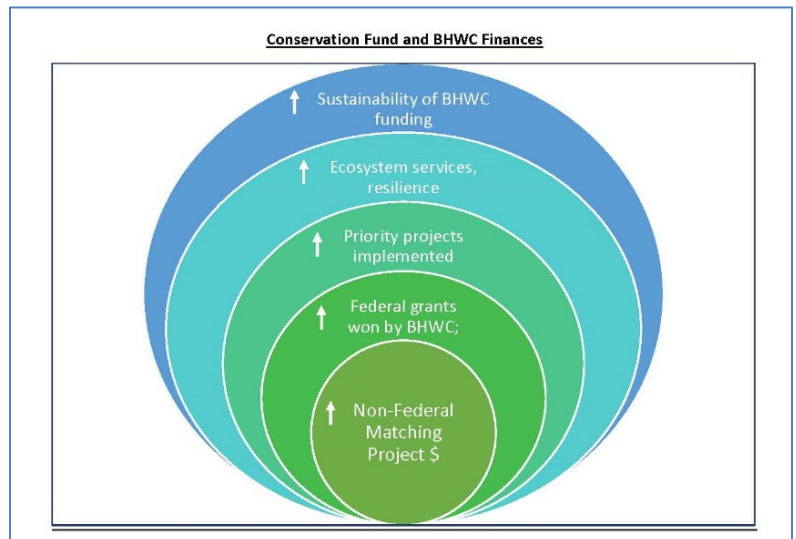 Conservation Fund and BHWC Finances
↑ Sustainability of BHWC
funding
↑ Ecosystem services,
resilience
↑ Priority projects
implemented
↑ Federal grants
won by BHWC;
↑ Non-Federal
Matching
Project $